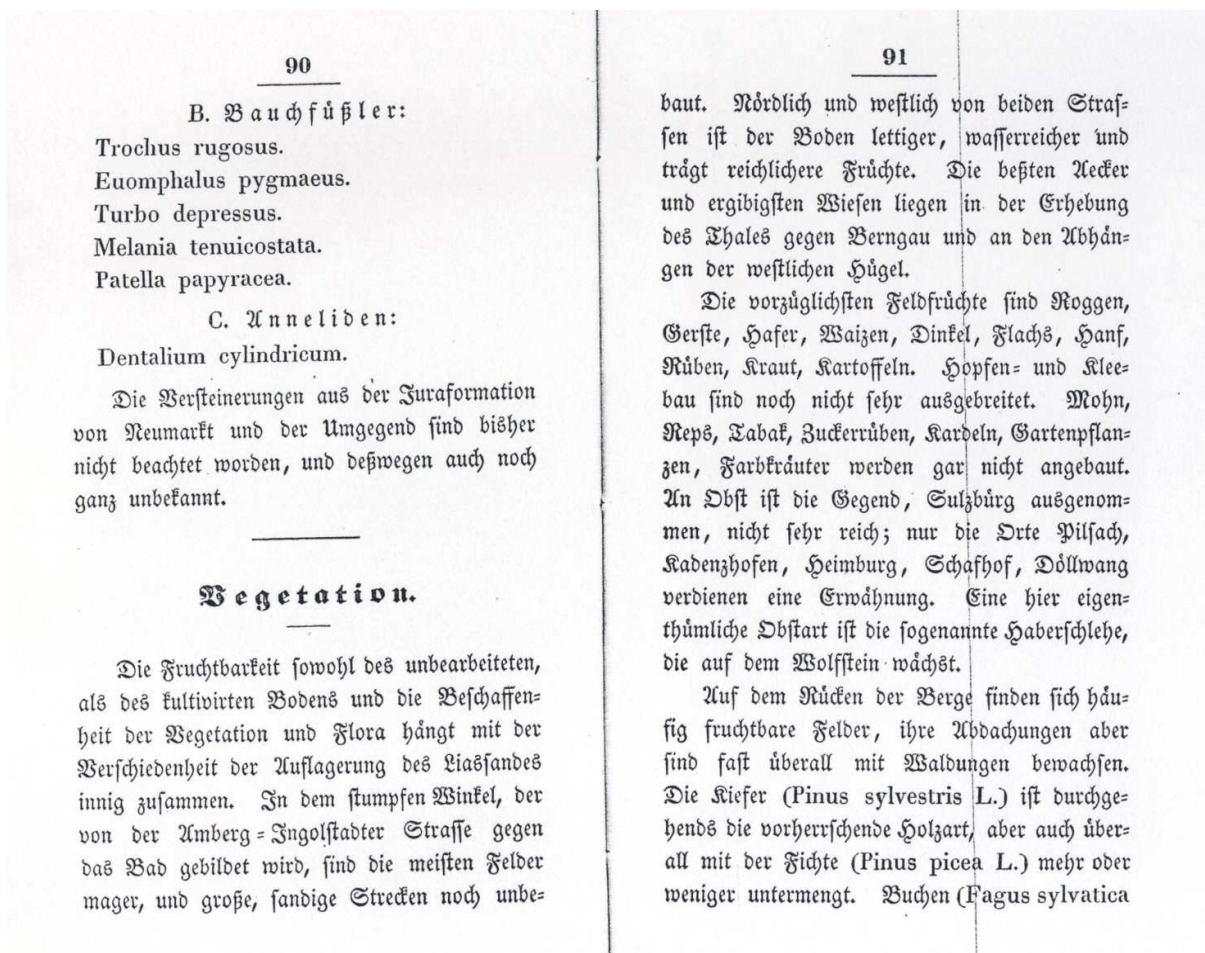 90
B. Bauchfüßler:
Trochus rugosus.
Euomphalus pygmaeus.
Turbo depressus.
Melania tenuicostata.
Patella papyracea.
C. Anneliden:
Dentalium cylindricum.
Die Versteinerungen aus der Juraformation
von Neumarkt und der Umgegend sind bisher
nicht beachtet worden, und deßwegen auch noch
ganz unbekannt.
Vegetation.
Die Fruchtbarkeit sowohl des unbearbeiteten,
als des kultivirten Bodens und die Beschaffen=
heit der Vegetation und Flora hängt mit der
Verschiedenheit der Auflagerung des Liassandes
innig zusammen. In dem stumpfen Winkel, der
von der Amberg=Ingolstadter Strasse gegen
das Bad gebildet wird, sind die meisten Felder
mager, und große, sandige Strecken noch unbe=
91
baut. Nördlich und westlich von beiden Stras=
sen ist der Boden lettiger, wasserreicher und
trägt reichlichere Früchte. Die beßten Aecker
und ergibigsten Wiesen liegen in der Erhebung
des Thales gegen Berngau und an den Abhän=
gen der westlichen Hügel.
Die vorzüglichsten Feldfrüchte sind Roggen,
Gerste, Hafer, Waizen, Dinkel, Flachs, Hanf,
Rüben, Kraut, Kartoffeln. Hopfen= und Klee=
bau sind noch nicht sehr ausgebreitet. Mohn,
Reps, Tabak, Zuckerrüben, Kardeln, Gartenpflan=
zen, Farbkräuter werden gar nicht angebaut.
An Obst ist die Gegend, Sulzbürg ausgenom=
men, nicht sehr reich; nur die Orte Pilsach,
Kadenzhofen, Heimburg, Schafhof, Döllwang
verdienen eine Erwähnung. Eine hier eigen=
thümliche Obstart ist die sogenannte Haberschlehe,
die auf dem Wolfstein wächst.
Auf dem Rücken der Berge finden sich häu=
fig fruchtbare Felder, ihre Abdachungen aber
sind fast überall mit Waldungen bewachsen.
Die Kiefer (Pinus sylvestris L.) ist durchge=
hends die vorherrschende Holzart, aber auch über=
all mit der Fichte (Pinus picea L.) mehr oder
weniger untermengt. Buchen (Fagus sylvatica